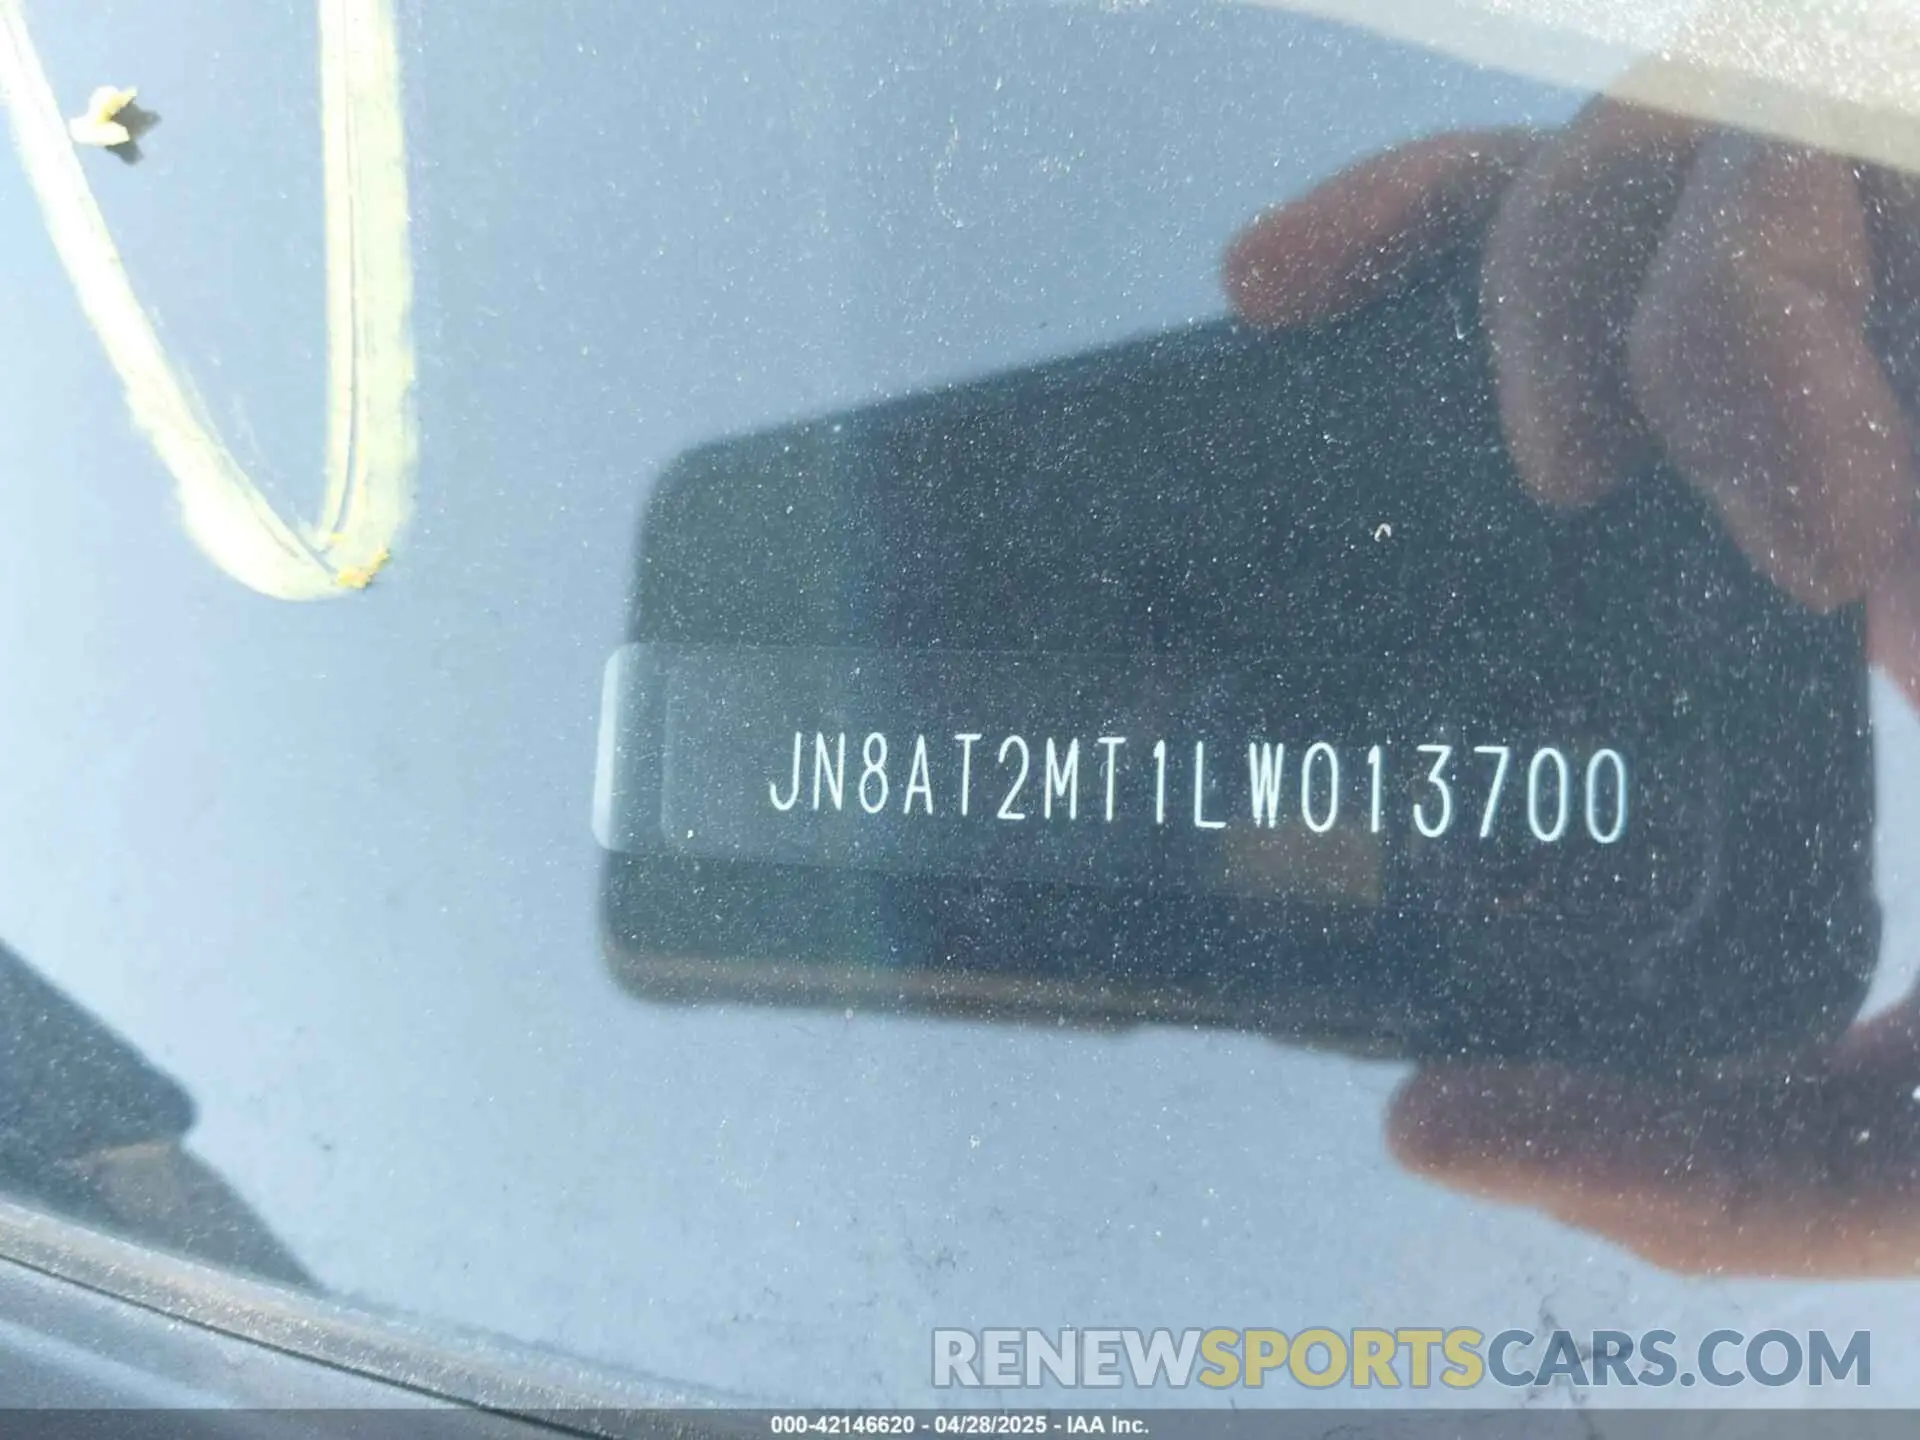 JN8AT2MT1LW013700
RENEWSPORTSCARS.COM
000-42146620 - 04/28/2025 - IAA Inc.